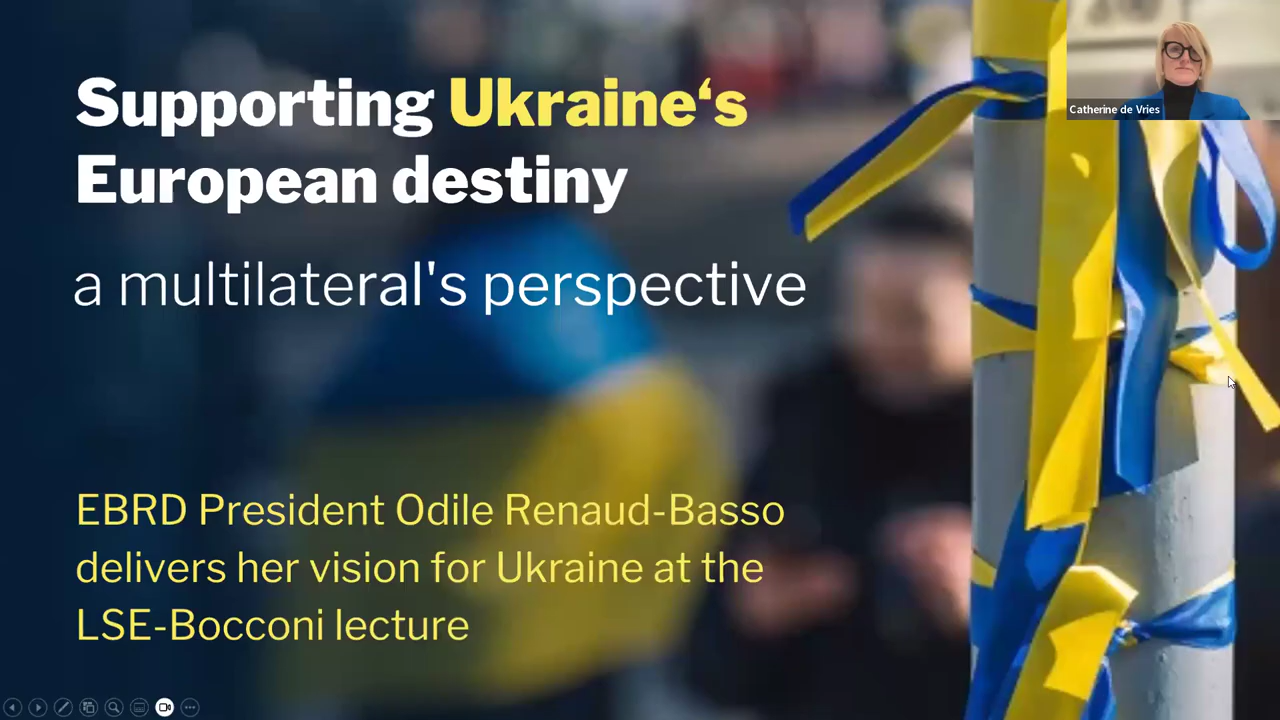 Supporting Ukraine‘s
European destiny
a multilateral's perspective
EBRD President Odile Renaud-Basso
delivers her vision for Ukraine at the
LSE-Bocconi lecture
Catherine de Vries